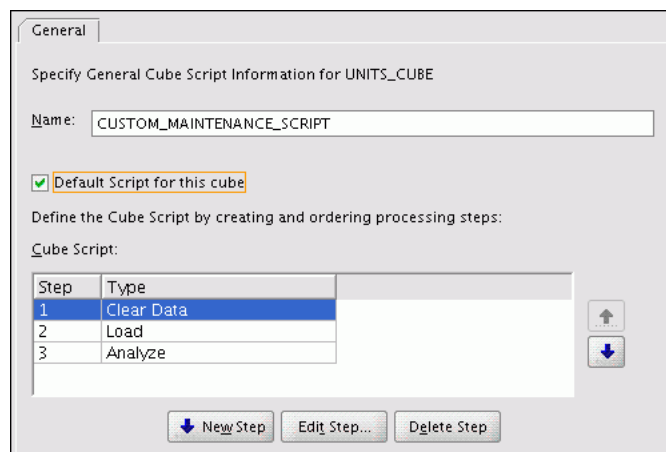 General
Specify General Cube Script Information for UNITS_CUBE
Name: CUSTOM_MAINTENANCE_SCRIPT
Default Script for this cube
Define the Cube Script by creating and ordering processing steps:
Cube Script:
Step Type
1 Clear Data
2 Load
3 Analyze
New Step Edit Step... Delete Step